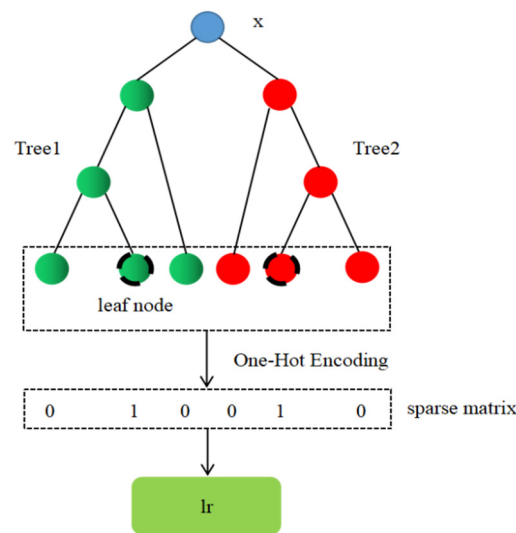 x
Tree1
Tree2
leaf node
One-Hot Encoding
0 1 0 0 1 0
sparse matrix
lr